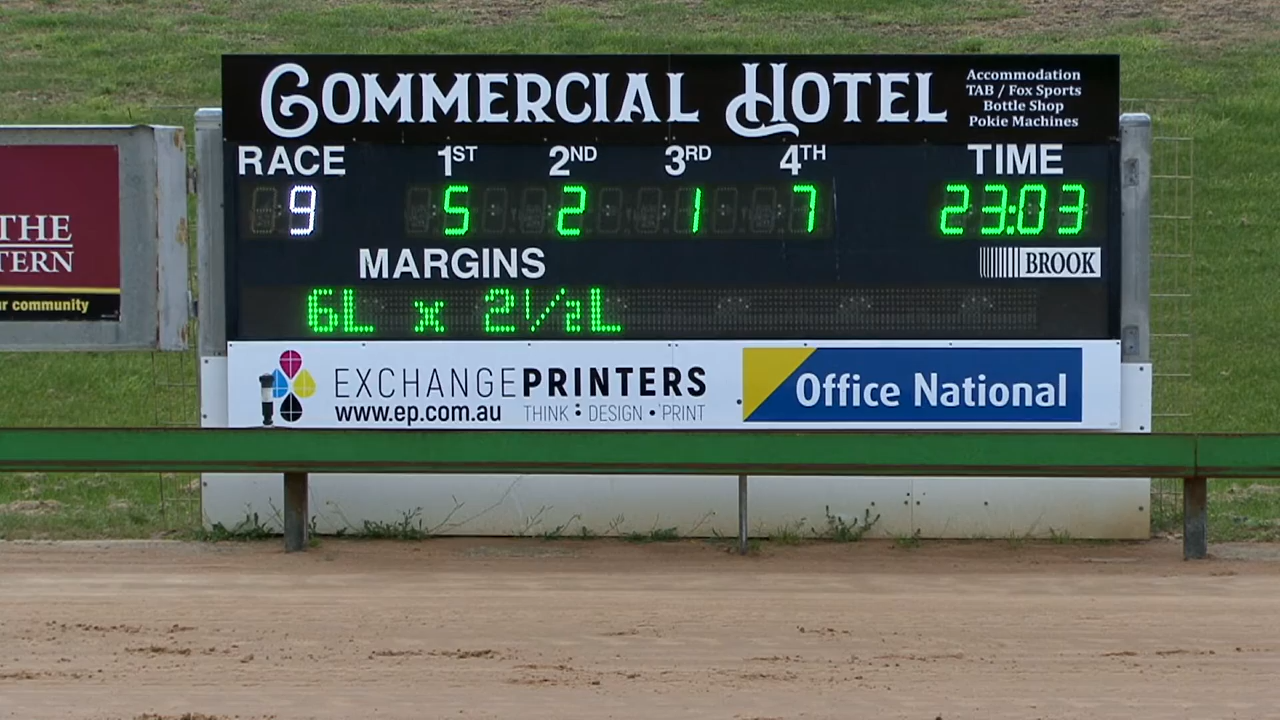 COMMERCIAL HOTEL
Accommodation
TAB / Fox Sports
Bottle Shop
Pokie Machines
RACE 1ST 2ND 3RD 4TH TIME
9 5 2 1 7 23:03
MARGINS
BROOK
6L x 2½L
THE
TERN
r community
EXCHANGEPRINTERS
www.ep.com.au THINK : DESIGN • PRINT
Office National